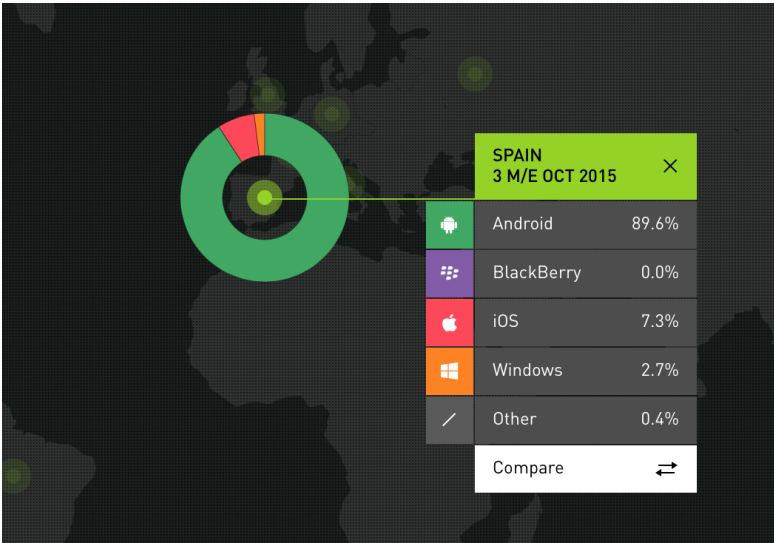 SPAIN
3 M/E OCT 2015
Android 89.6%
BlackBerry 0.0%
iOS 7.3%
Windows 2.7%
Other 0.4%
Compare